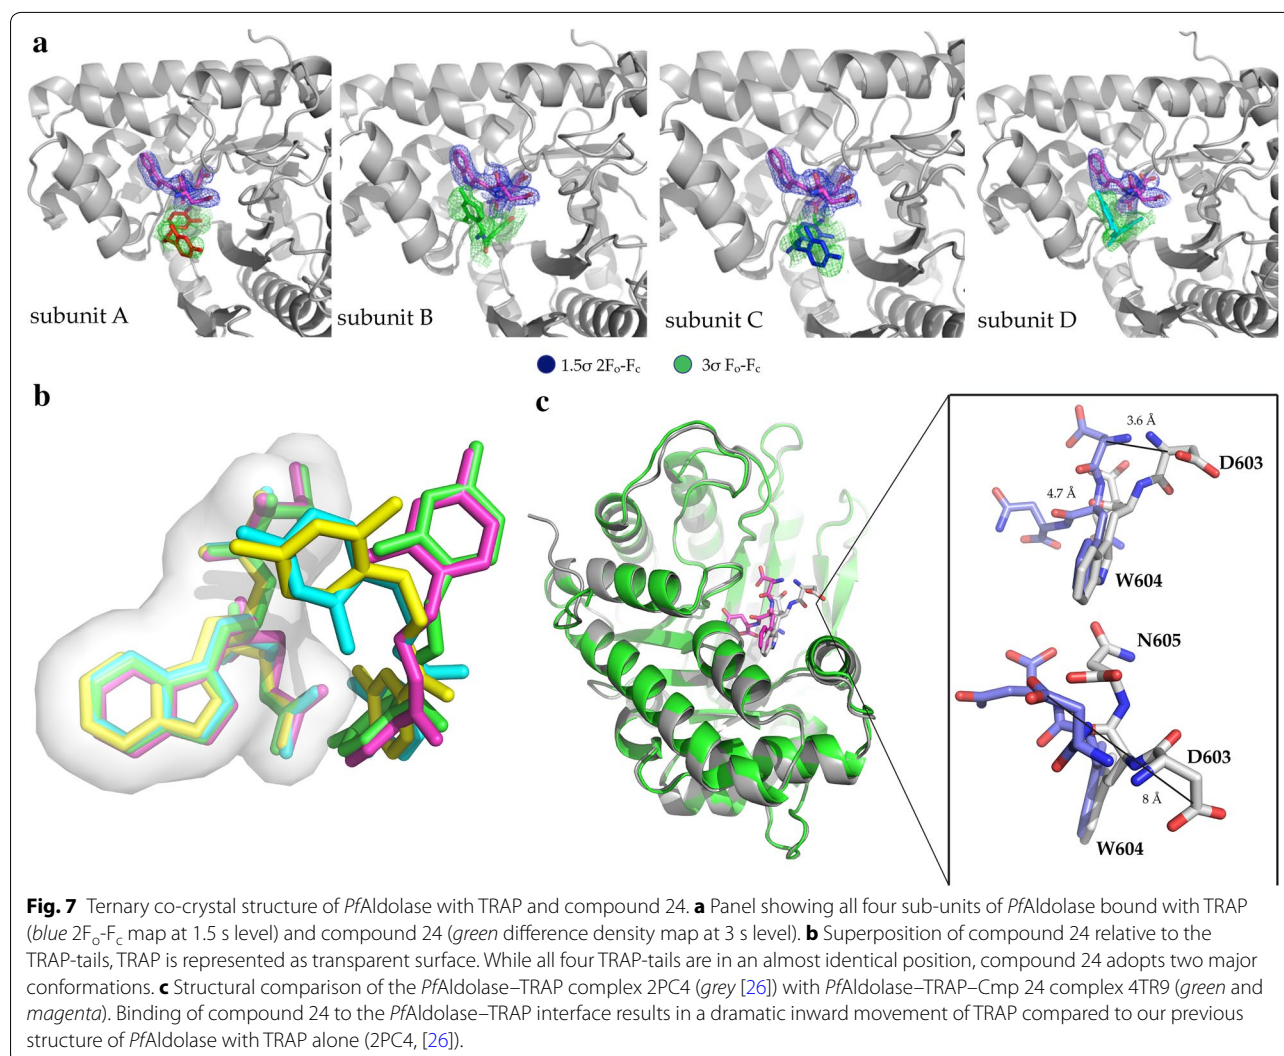 a
subunit A
subunit B
subunit C
subunit D
1.5σ 2Fo-Fc
3σ Fo-Fc
b
c
3.6 Å
D603
4.7 Å
W604
N605
D603
8 Å
W604
Fig. 7 Ternary co-crystal structure of PfAldolase with TRAP and compound 24. a Panel showing all four sub-units of PfAldolase bound with TRAP
(blue 2Fo-Fc map at 1.5 s level) and compound 24 (green difference density map at 3 s level). b Superposition of compound 24 relative to the
TRAP-tails, TRAP is represented as transparent surface. While all four TRAP-tails are in an almost identical position, compound 24 adopts two major
conformations. c Structural comparison of the PfAldolase–TRAP complex 2PC4 (grey [26]) with PfAldolase–TRAP–Cmp 24 complex 4TR9 (green and
magenta). Binding of compound 24 to the PfAldolase–TRAP interface results in a dramatic inward movement of TRAP compared to our previous
structure of PfAldolase with TRAP alone (2PC4, [26]).